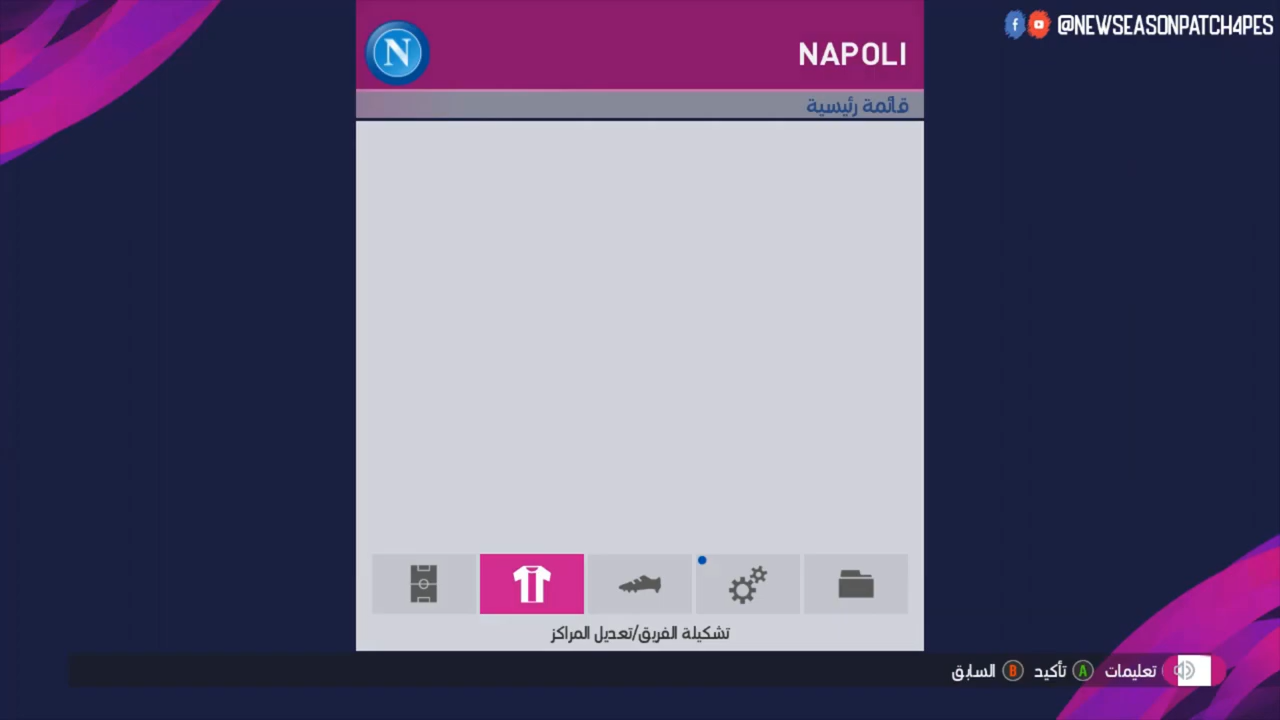 @NEWSEASONPATCH4PES
N
NAPOLI
قائمة رئيسية
تشكيلة الفريق/تعديل المراكز
تعليمات A تأكيد B السابق